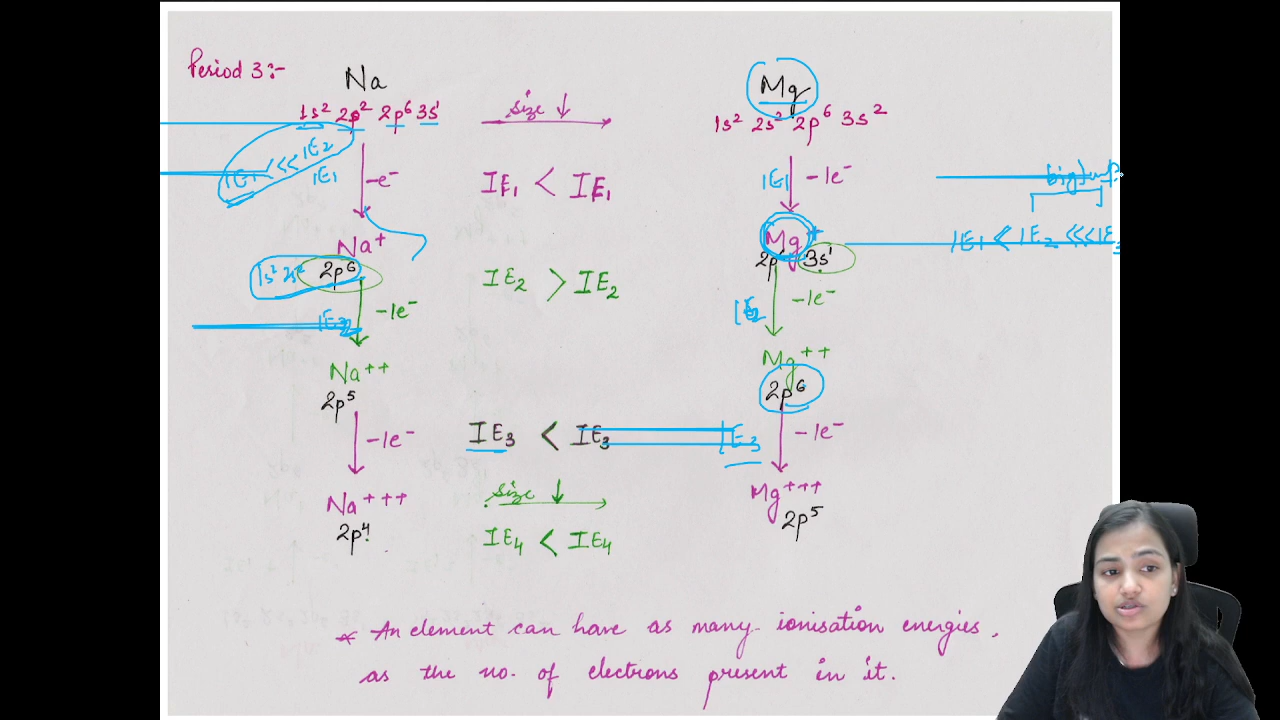 Period 3:-
Na
Mg
1s² 2p² 2p⁶ 3s¹
size ↓
1s² 2s² 2p⁶ 3s²
IE1 << IE2
IE1
-e⁻
IE₁ < IE₁
IE1
-1e⁻
big jump
Na⁺
Mg⁺
IE1 < IE2 <<< IE3
1s² 2s² 2p⁶
2p⁶ 3s¹
IE₂ > IE₂
-1e⁻
IE2
-1e⁻
Na⁺⁺
Mg⁺⁺
2p⁵
2p⁶
-1e⁻
IE₃ < IE₃
IE3
-1e⁻
Na⁺⁺⁺
size ↓
Mg⁺⁺⁺
2p⁴
2p⁵
IE₄ < IE₄
* An element can have as many ionisation energies,
as the no. of electrons present in it.